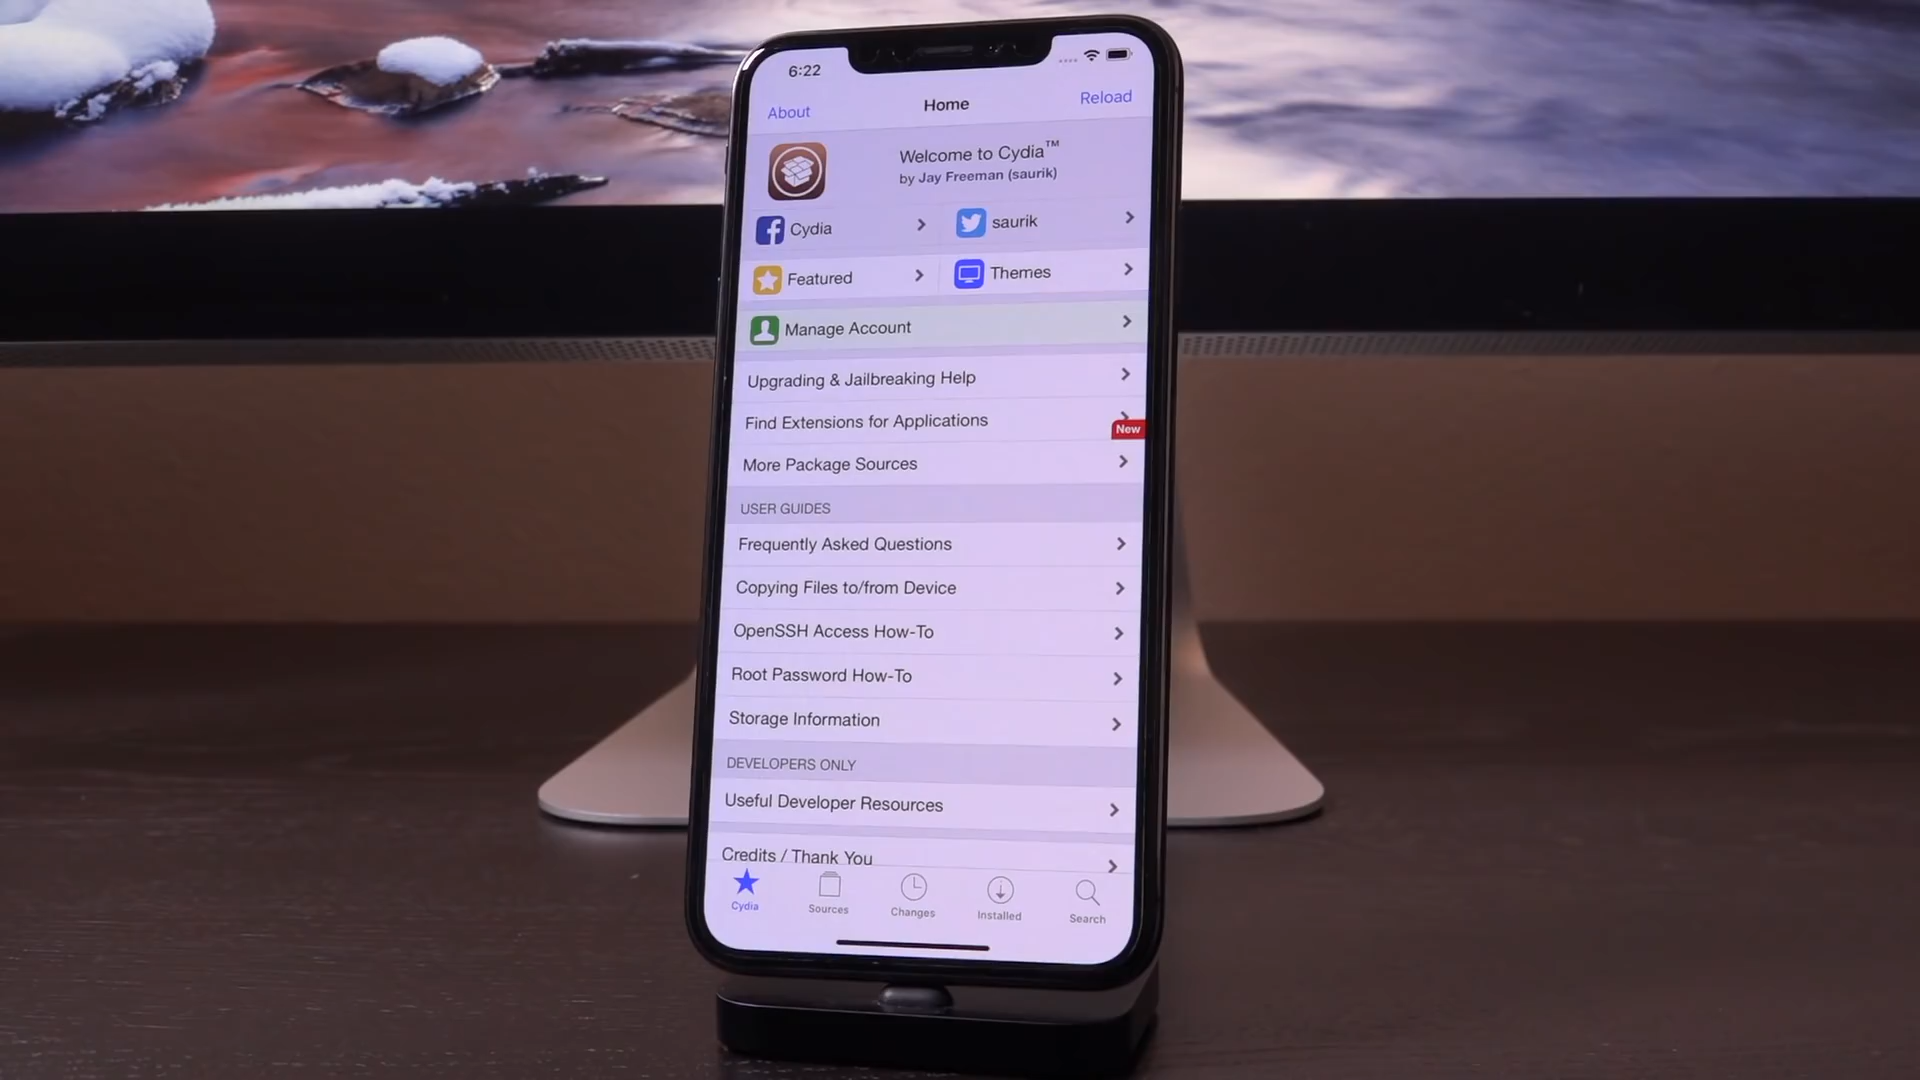 6:22
About
Home
Reload
Welcome to Cydia™
by Jay Freeman (saurik)
Cydia
saurik
Featured
Themes
Manage Account
Upgrading & Jailbreaking Help
Find Extensions for Applications
New
More Package Sources
USER GUIDES
Frequently Asked Questions
Copying Files to/from Device
OpenSSH Access How-To
Root Password How-To
Storage Information
DEVELOPERS ONLY
Useful Developer Resources
Credits / Thank You
Cydia
Sources
Changes
Installed
Search